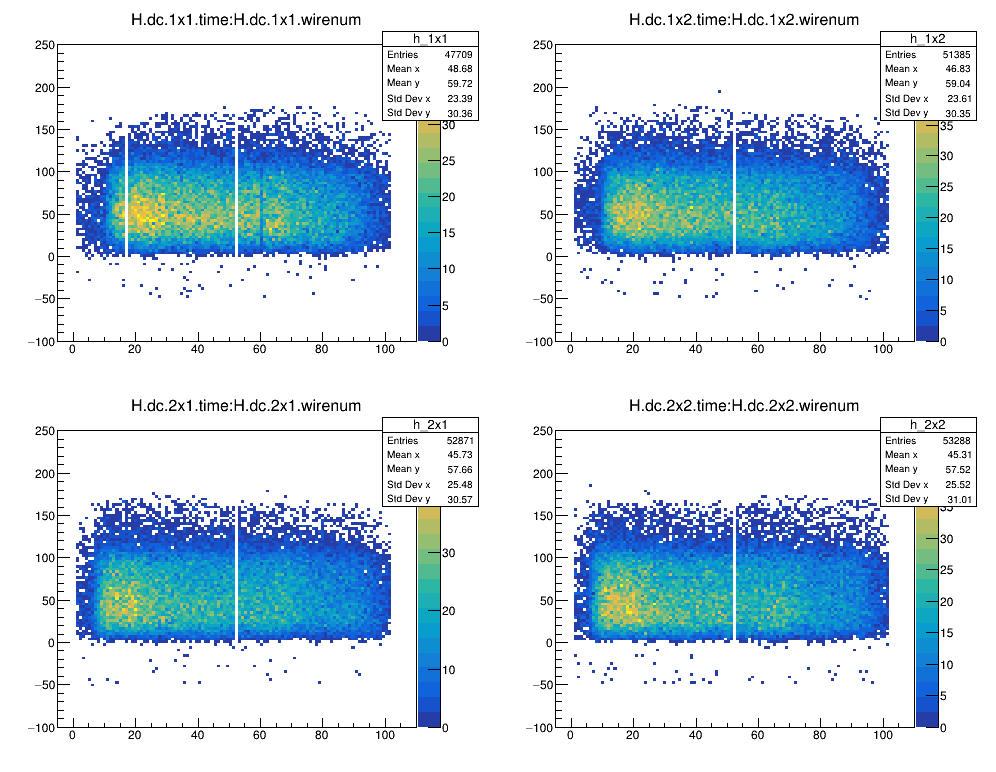 H.dc.1x1.time:H.dc.1x1.wirenum
h_1x1
Entries 47709
Mean x 48.68
Mean y 59.72
Std Dev x 23.39
Std Dev y 30.36
250
200
150
100
50
0
−50
−100
0 20 40 60 80 100
30
25
20
15
10
5
0
H.dc.1x2.time:H.dc.1x2.wirenum
h_1x2
Entries 51385
Mean x 46.83
Mean y 59.04
Std Dev x 23.61
Std Dev y 30.35
250
200
150
100
50
0
−50
−100
0 20 40 60 80 100
35
30
25
20
15
10
5
0
H.dc.2x1.time:H.dc.2x1.wirenum
h_2x1
Entries 52871
Mean x 45.73
Mean y 57.66
Std Dev x 25.48
Std Dev y 30.57
250
200
150
100
50
0
−50
−100
0 20 40 60 80 100
30
20
10
0
H.dc.2x2.time:H.dc.2x2.wirenum
h_2x2
Entries 53288
Mean x 45.31
Mean y 57.52
Std Dev x 25.52
Std Dev y 31.01
250
200
150
100
50
0
−50
−100
0 20 40 60 80 100
35
30
25
20
15
10
5
0